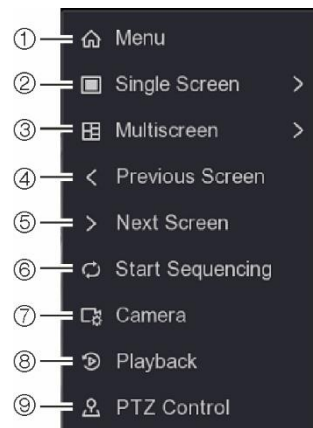 ① Menu
② Single Screen
③ Multiscreen
④ Previous Screen
⑤ Next Screen
⑥ Start Sequencing
⑦ Camera
⑧ Playback
⑨ PTZ Control